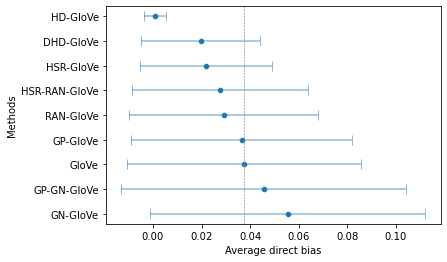 HD-GloVe
DHD-GloVe
HSR-GloVe
HSR-RAN-GloVe
RAN-GloVe
GP-GloVe
GloVe
GP-GN-GloVe
GN-GloVe
Methods
0.00 0.02 0.04 0.06 0.08 0.10
Average direct bias